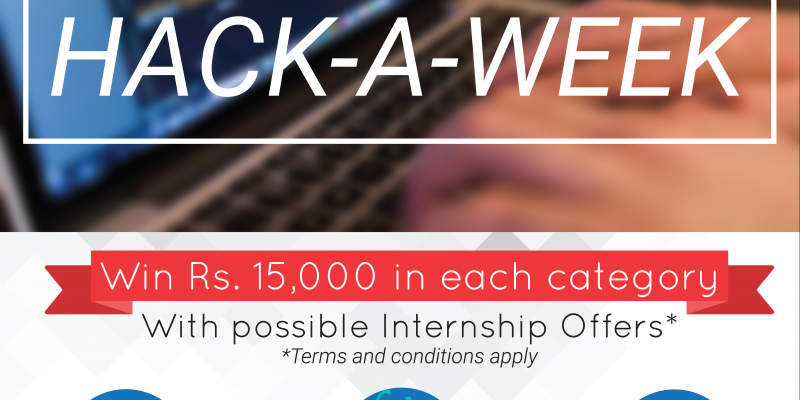 HACK-A-WEEK
Win Rs. 15,000 in each category
With possible Internship Offers*
*Terms and conditions apply